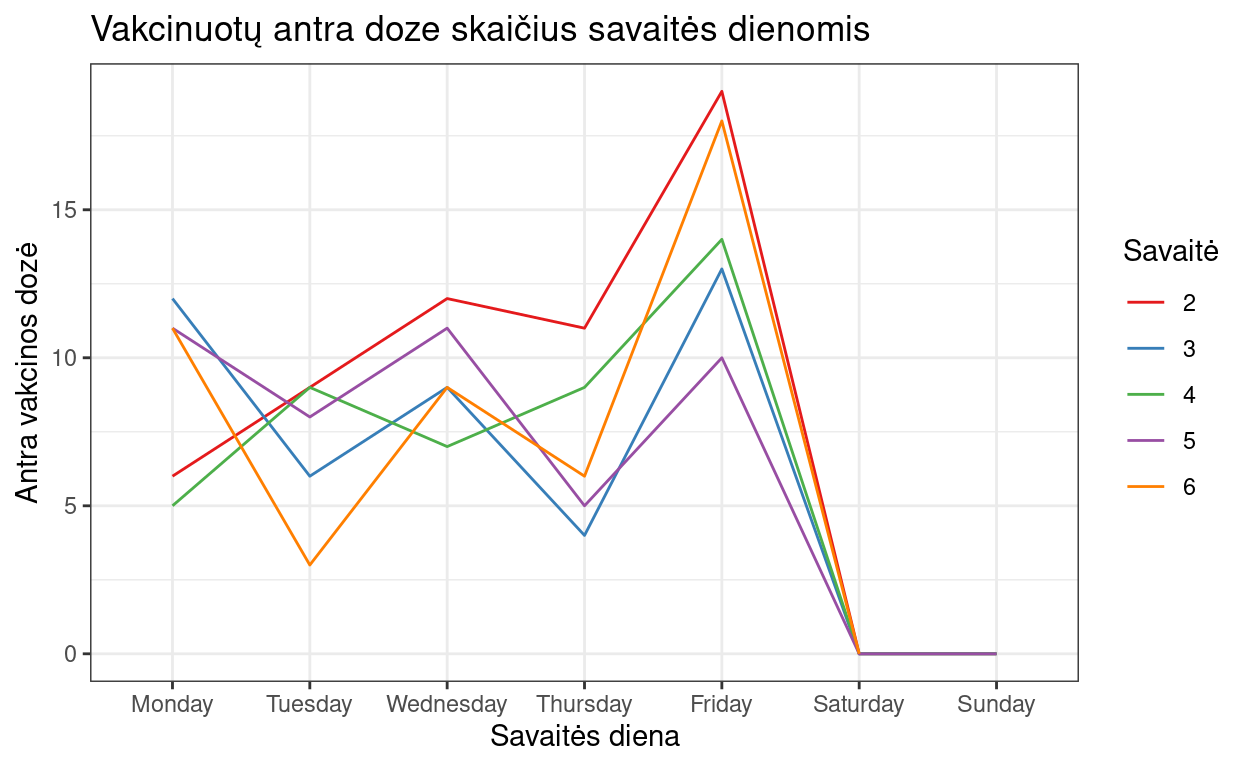 Vakcinuotų antra doze skaičius savaitės dienomis
Antra vakcinos dozė
15
10
5
0
Monday Tuesday Wednesday Thursday Friday Saturday Sunday
Savaitės diena
Savaitė
2
3
4
5
6